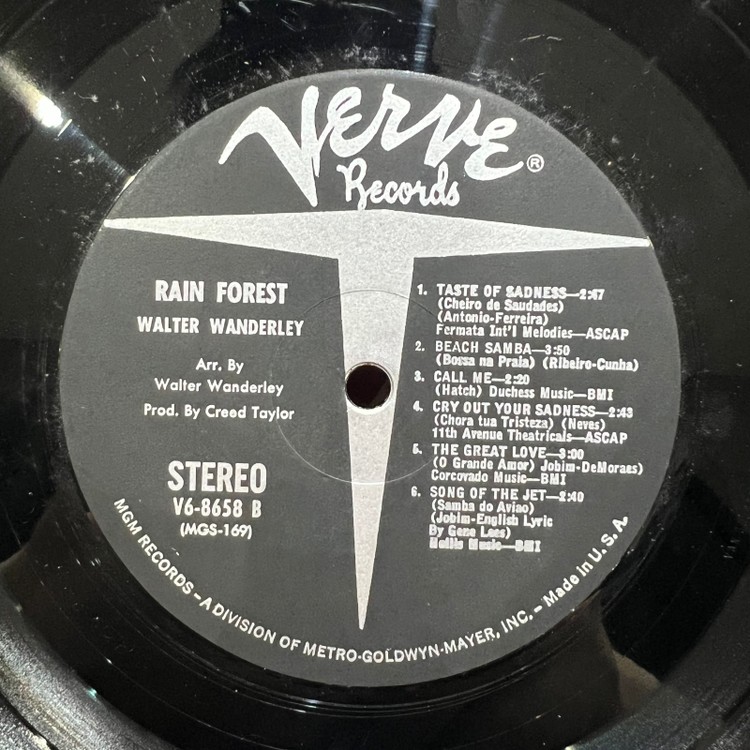 VERVE ®
Records
RAIN FOREST
WALTER WANDERLEY
Arr. By
Walter Wanderley
Prod. By Creed Taylor
STEREO
V6-8658 B
(MGS-169)
1. TASTE OF SADNESS—2:47
(Cheiro de Saudades)
(Antonio-Ferreira)
Fermata Int'l Melodies—ASCAP
2. BEACH SAMBA—3:50
(Bossa na Praia) (Ribeiro-Cunha)
3. CALL ME—2:20
(Hatch) Duchess Music—BMI
4. CRY OUT YOUR SADNESS—2:43
(Chora tua Tristeza) (Neves)
11th Avenue Theatricals—ASCAP
5. THE GREAT LOVE—3:00
(O Grande Amor) Jobim-DeMoraes)
Corcovado Music—BMI
6. SONG OF THE JET—2:40
(Samba do Aviao)
(Jobim-English Lyric
By Gene Lees)
Hollis Music—BMI
MGM RECORDS – A DIVISION OF METRO-GOLDWYN-MAYER, INC. – Made in U. S. A.